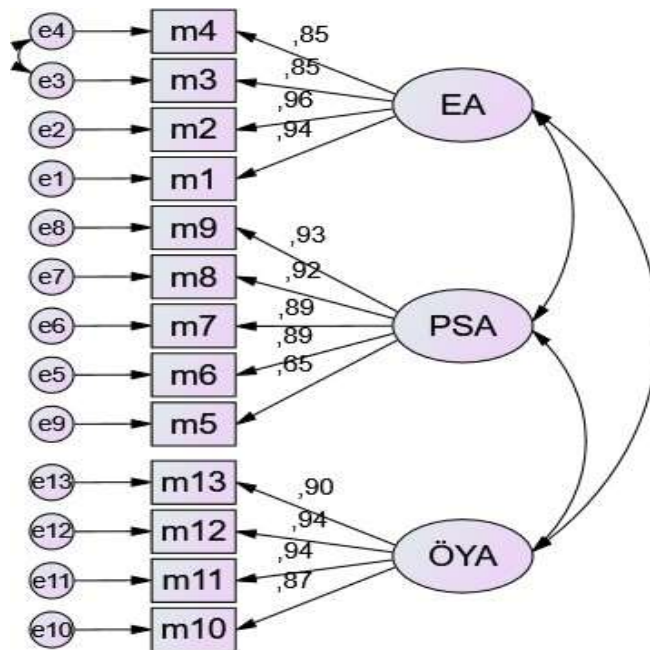 e4 m4 ,85
e3 m3 ,85 EA
e2 m2 ,96
e1 m1 ,94
e8 m9 ,93
e7 m8 ,92
e6 m7 ,89 PSA
e5 m6 ,89
e9 m5 ,65
e13 m13 ,90
e12 m12 ,94
e11 m11 ,94 ÖYA
e10 m10 ,87